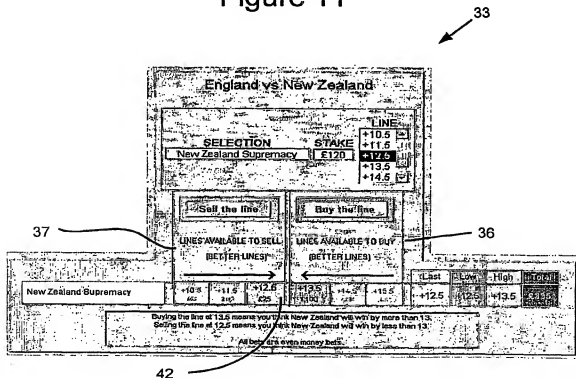 Figure 11
33
England vs New Zealand
LINE
SELECTION STAKE
New Zealand Supremacy £120
+10.5
+11.5
+12.5
+13.5
+14.5
Sell the line Buy the line
37 36
LINES AVAILABLE TO SELL LINES AVAILABLE TO BUY
(BETTER LINES) (BETTER LINES)
Last Low High
New Zealand Supremacy +10.5 +11.5 +12.5 +13.5 +15.5 +12.5 +12.5 +13.5
£25
Buying the line at 13.5 means you think New Zealand will win by more than 13.
Selling the line at 12.5 means you think New Zealand will win by less than 13.
All bets are even money bets.
42